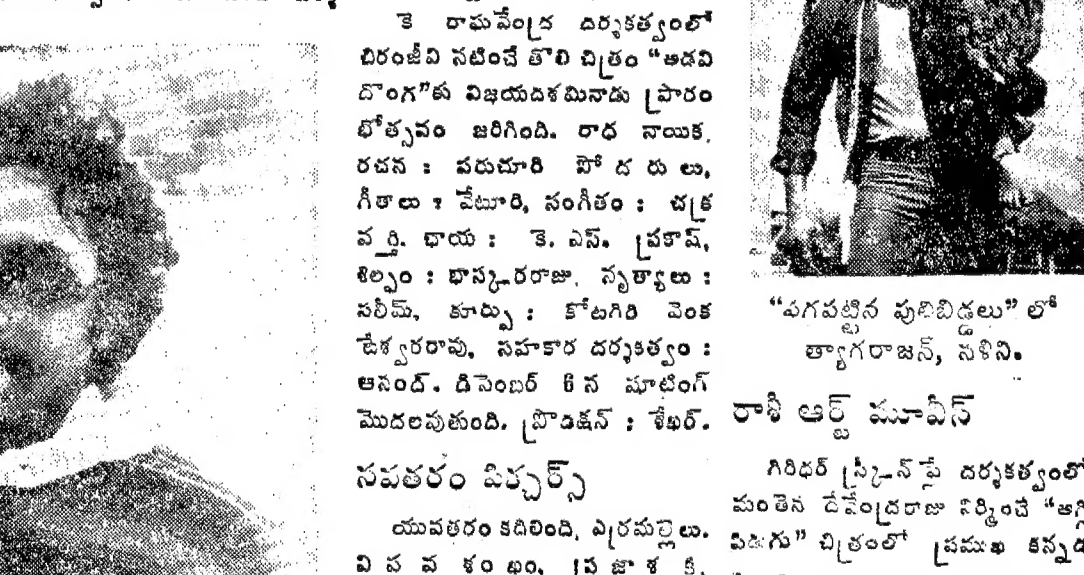 కె రాఘవేంద్ర దర్శకత్వంలో
చిరంజీవి నటించే తొలి చిత్రం “అడవి
దొంగ”కు విజయదశమినాడు ప్రారం
భోత్సవం జరిగింది. రాధ నాయిక,
రచన : పరుచూరి సోదరులు,
గీతాలు : వేటూరి, సంగీతం : చక్ర
వర్తి, ఛాయ : కె. ఎస్. ప్రకాష్,
శిల్పం : భాస్కరరాజు, నృత్యాలు :
సలీమ్, కూర్పు : కోటగిరి వెంక
టేశ్వరరావు, సహకార దర్శకత్వం :
ఆనంద్. డిసెంబర్ 6 న షూటింగ్
మొదలవుతుంది. ప్రొడక్షన్ : శేఖర్.
నవతరం పిక్చర్స్
యువతరం కదిలింది, ఎర్రమల్లెలు.
“పగపట్టిన పులిబిడ్డలు” లో
త్యాగరాజన్, నళిని.
రాశి ఆర్ట్ మూవీస్
గిరిధర్ స్క్రీన్ ప్లే దర్శకత్వంలో
మంతెన దేవేంద్రరాజు నిర్మించే “అగ్ని
పిడుగు” చిత్రంలో ప్రముఖ కన్నడ